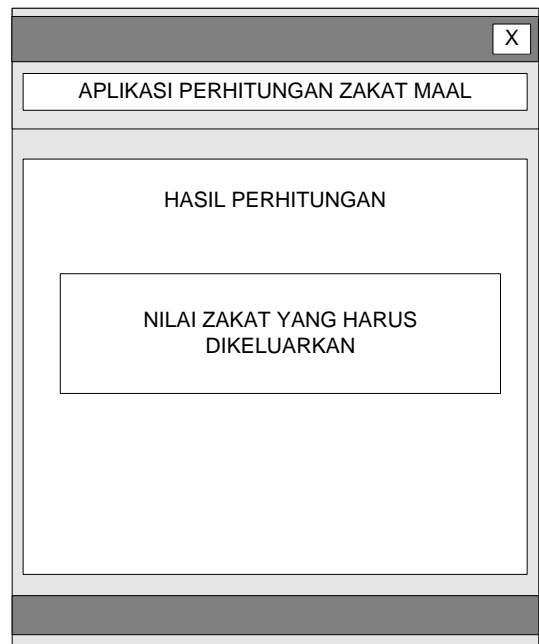 X
APLIKASI PERHITUNGAN ZAKAT MAAL
HASIL PERHITUNGAN
NILAI ZAKAT YANG HARUS
DIKELUARKAN